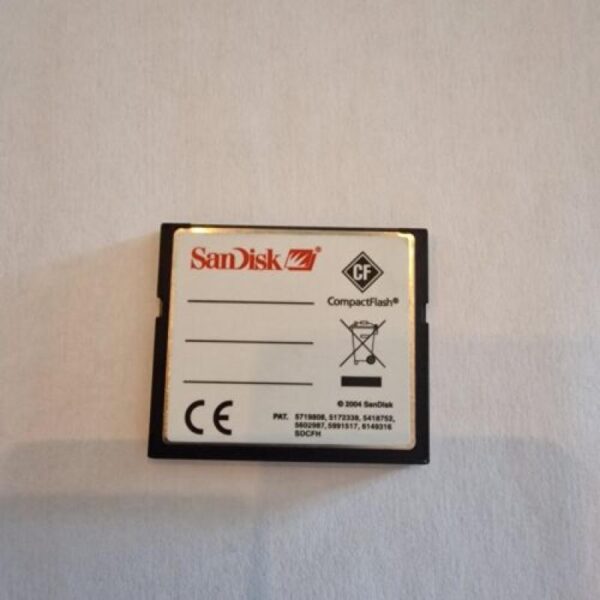 SanDisk®
CF
CompactFlash®
© 2004 SanDisk
CE
PAT. 5719808, 5172338, 5418752,
5602987, 5991517, 6149316
SDCFH